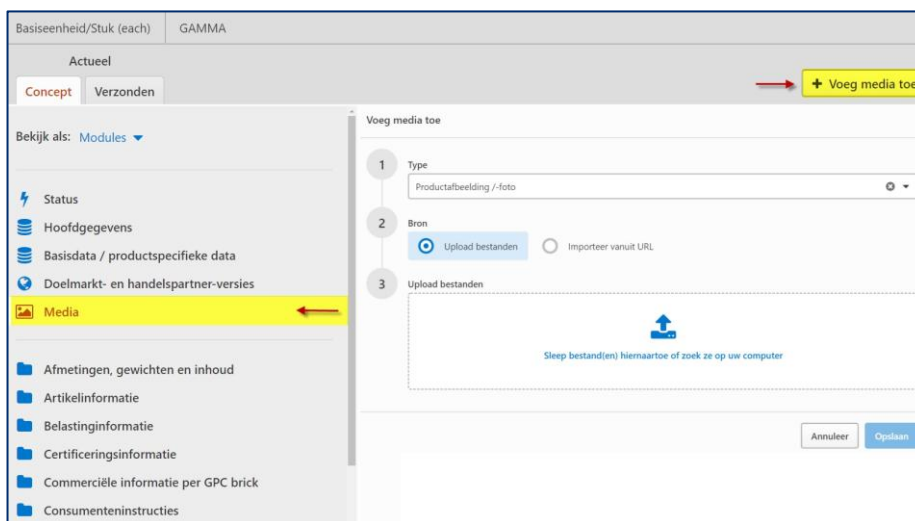 Basiseenheid/Stuk (each) GAMMA
Actueel
Concept Verzonden
+ Voeg media toe
Bekijk als: Modules
Status
Hoofdgegevens
Basisdata / productspecifieke data
Doelmarkt- en handelspartner-versies
Media
Afmetingen, gewichten en inhoud
Artikelinformatie
Belastinginformatie
Certificeringsinformatie
Commerciële informatie per GPC brick
Consumenteninstructies
Voeg media toe
1 Type
Productafbeelding /-foto
2 Bron
Upload bestanden Importeer vanuit URL
3 Upload bestanden
Sleep bestand(en) hiernaartoe of zoek ze op uw computer
Annuleer Opslaan